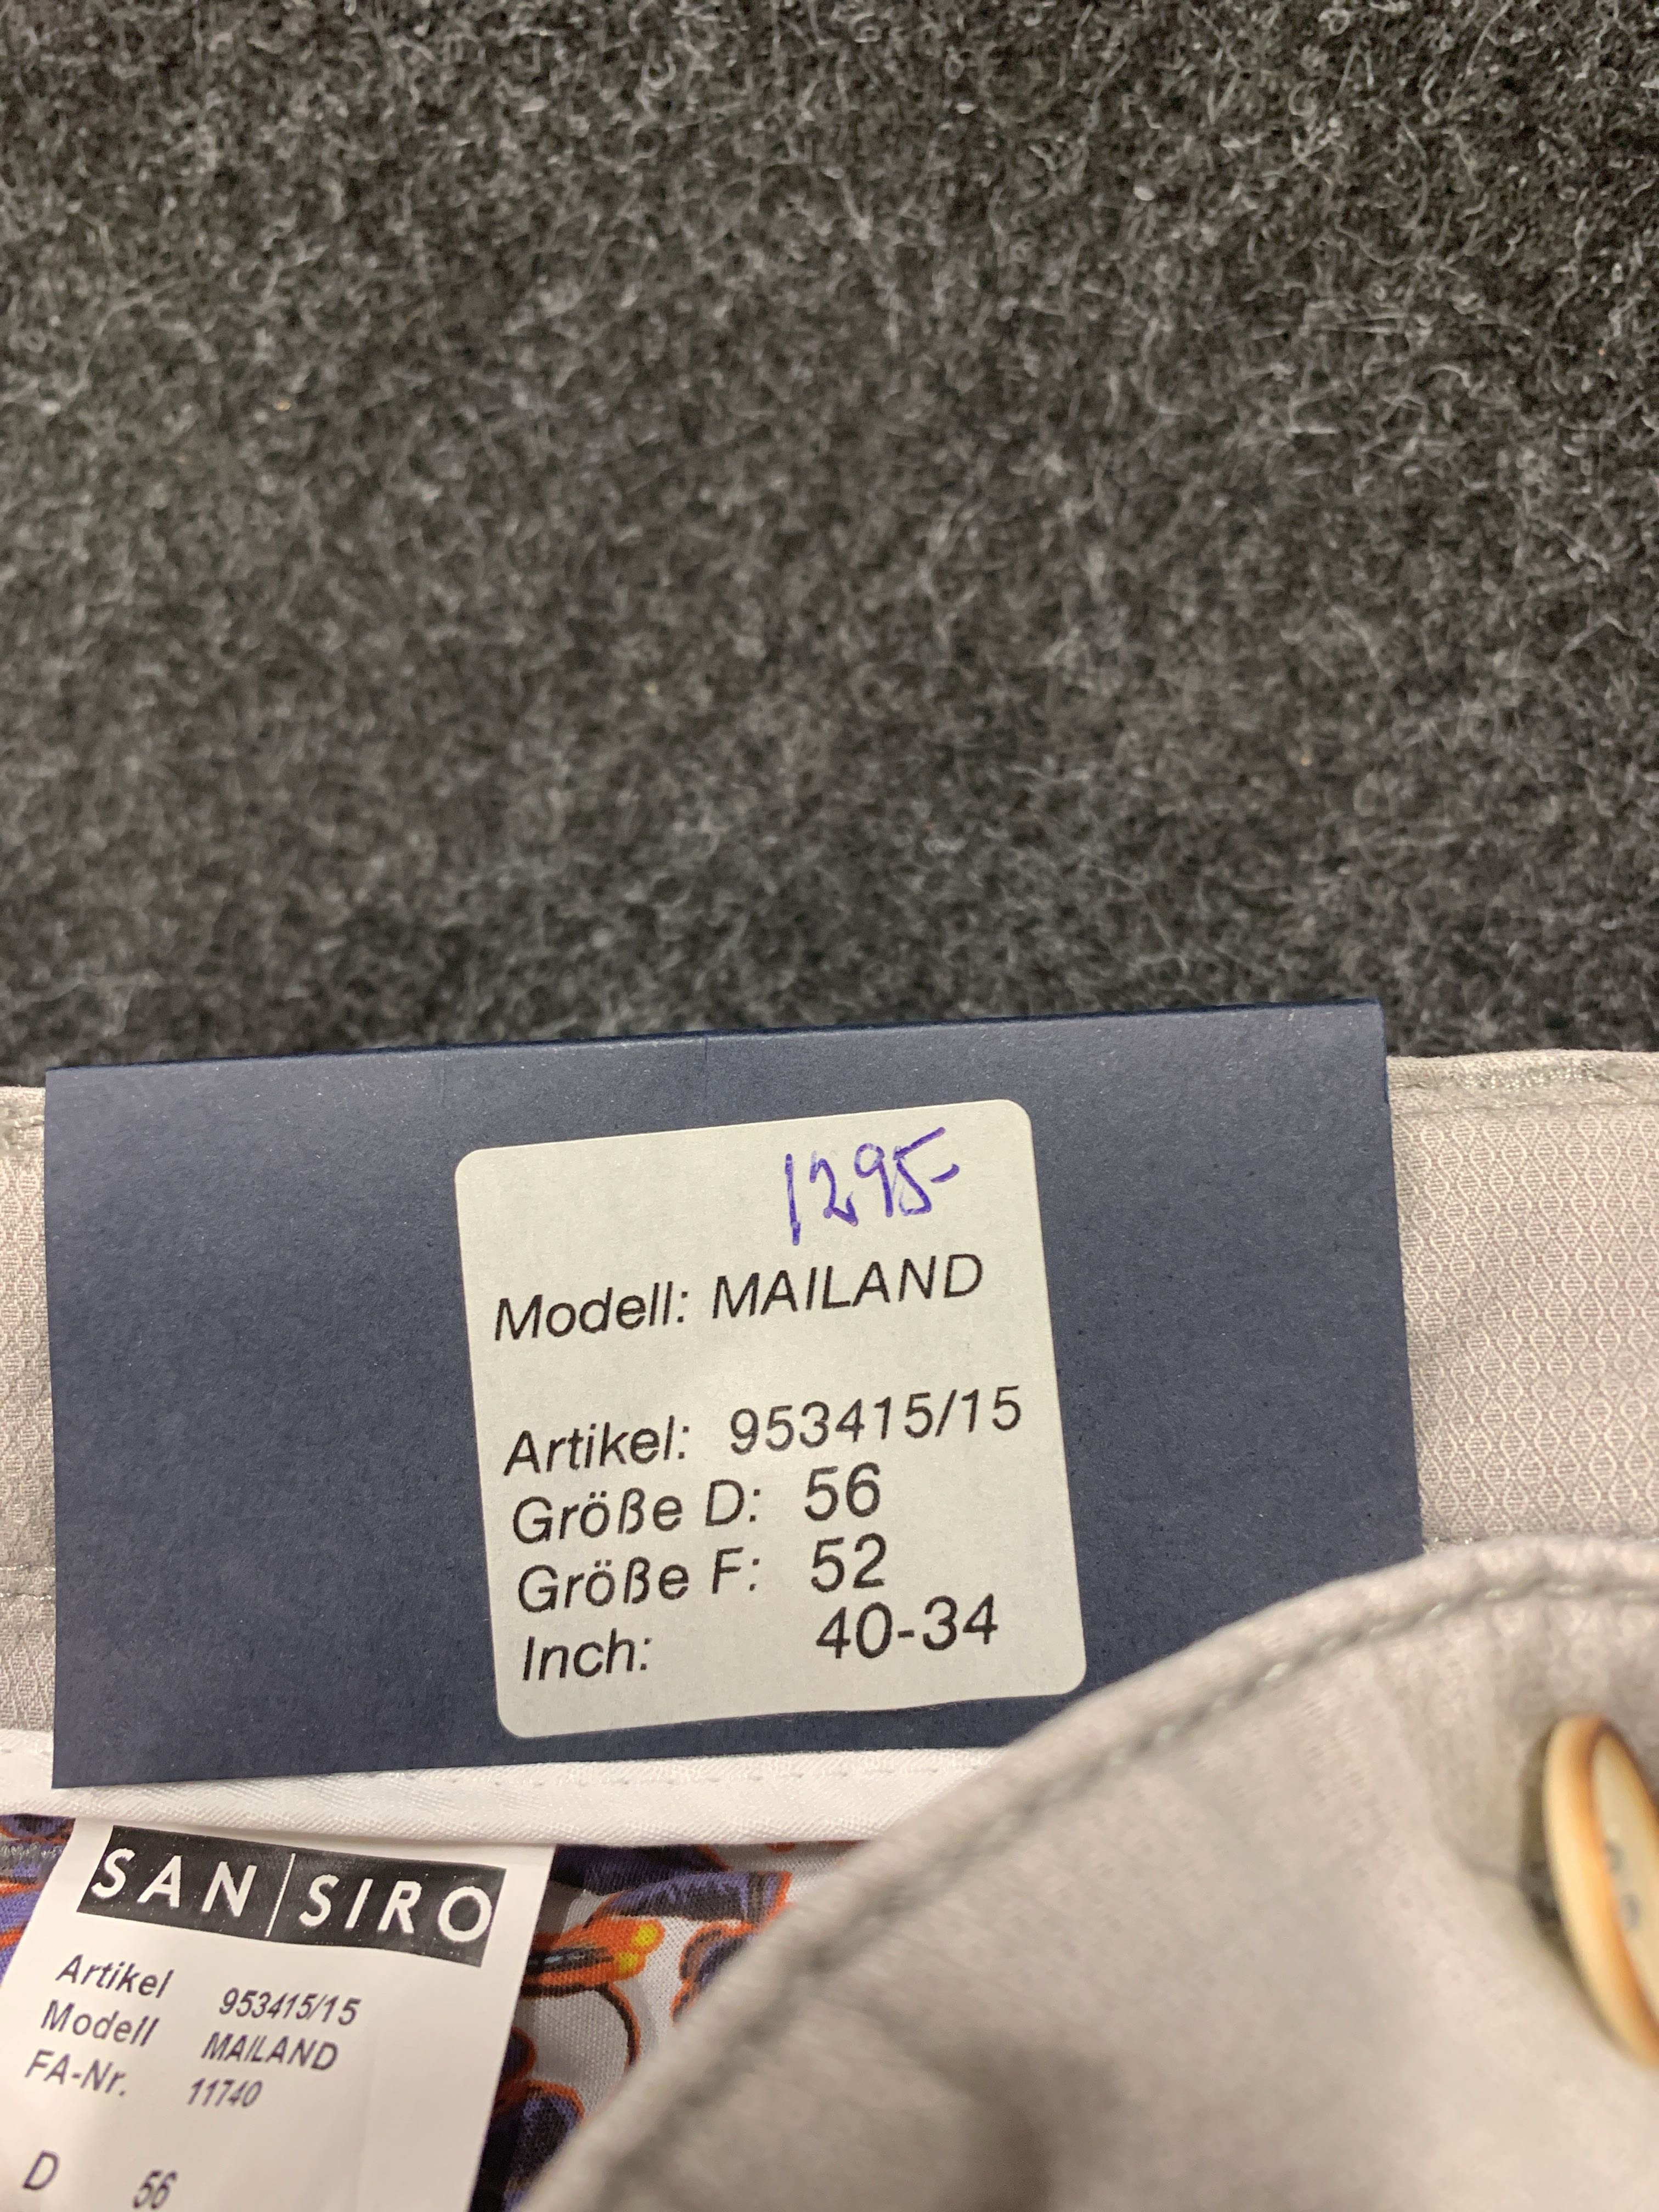 1295-
Modell: MAILAND
Artikel: 953415/15
Größe D: 56
Größe F: 52
Inch: 40-34
SAN|SIRO
Artikel 953415/15
Modell MAILAND
FA-Nr. 11740
D 56